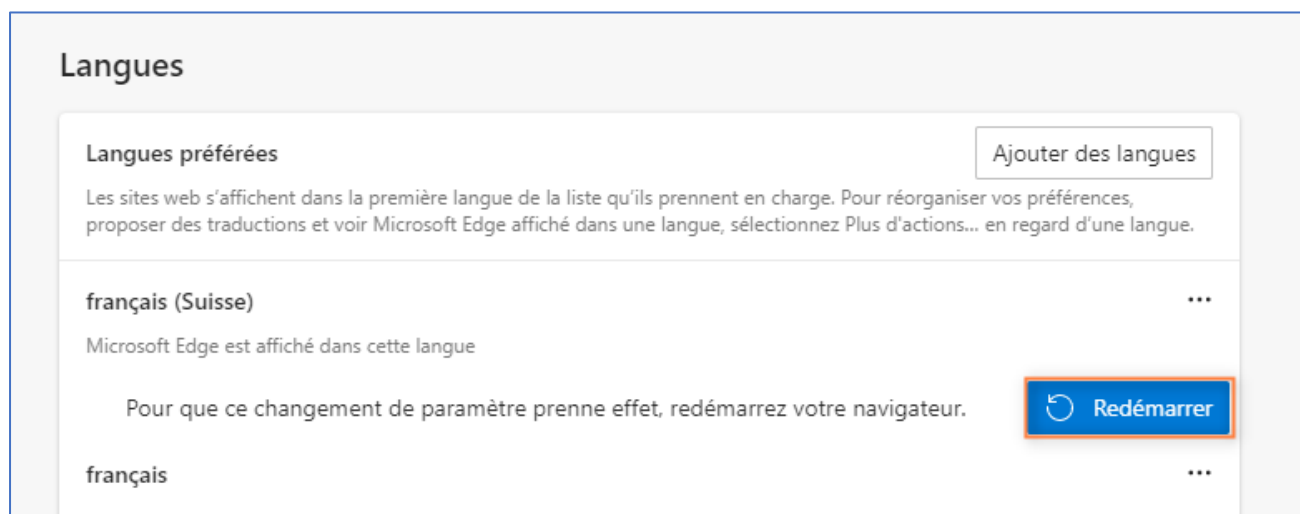 Langues
Langues préférées
Ajouter des langues
Les sites web s’affichent dans la première langue de la liste qu’ils prennent en charge. Pour réorganiser vos préférences,
proposer des traductions et voir Microsoft Edge affiché dans une langue, sélectionnez Plus d'actions... en regard d’une langue.
français (Suisse)
Microsoft Edge est affiché dans cette langue
Pour que ce changement de paramètre prenne effet, redémarrez votre navigateur.
Redémarrer
français